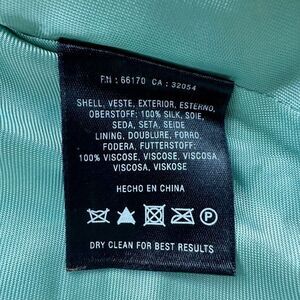 RN : 66170 CA : 32054
SHELL, VESTE, EXTERIOR, ESTERNO,
OBERSTOFF: 100% SILK, SOIE,
SEDA, SETA, SEIDE
LINING, DOUBLURE, FORRO,
FODERA, FUTTERSTOFF:
100% VISCOSE, VISCOSE, VISCOSA,
VISCOSA, VISKOSE
HECHO EN CHINA
P
DRY CLEAN FOR BEST RESULTS